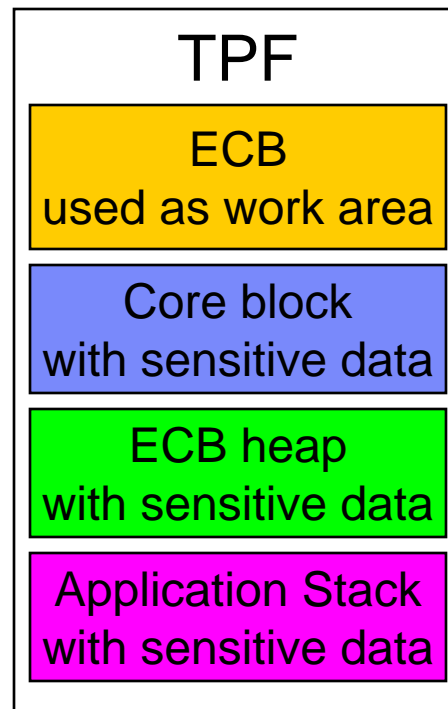 TPF
ECB
used as work area
Core block
with sensitive data
ECB heap
with sensitive data
Application Stack
with sensitive data